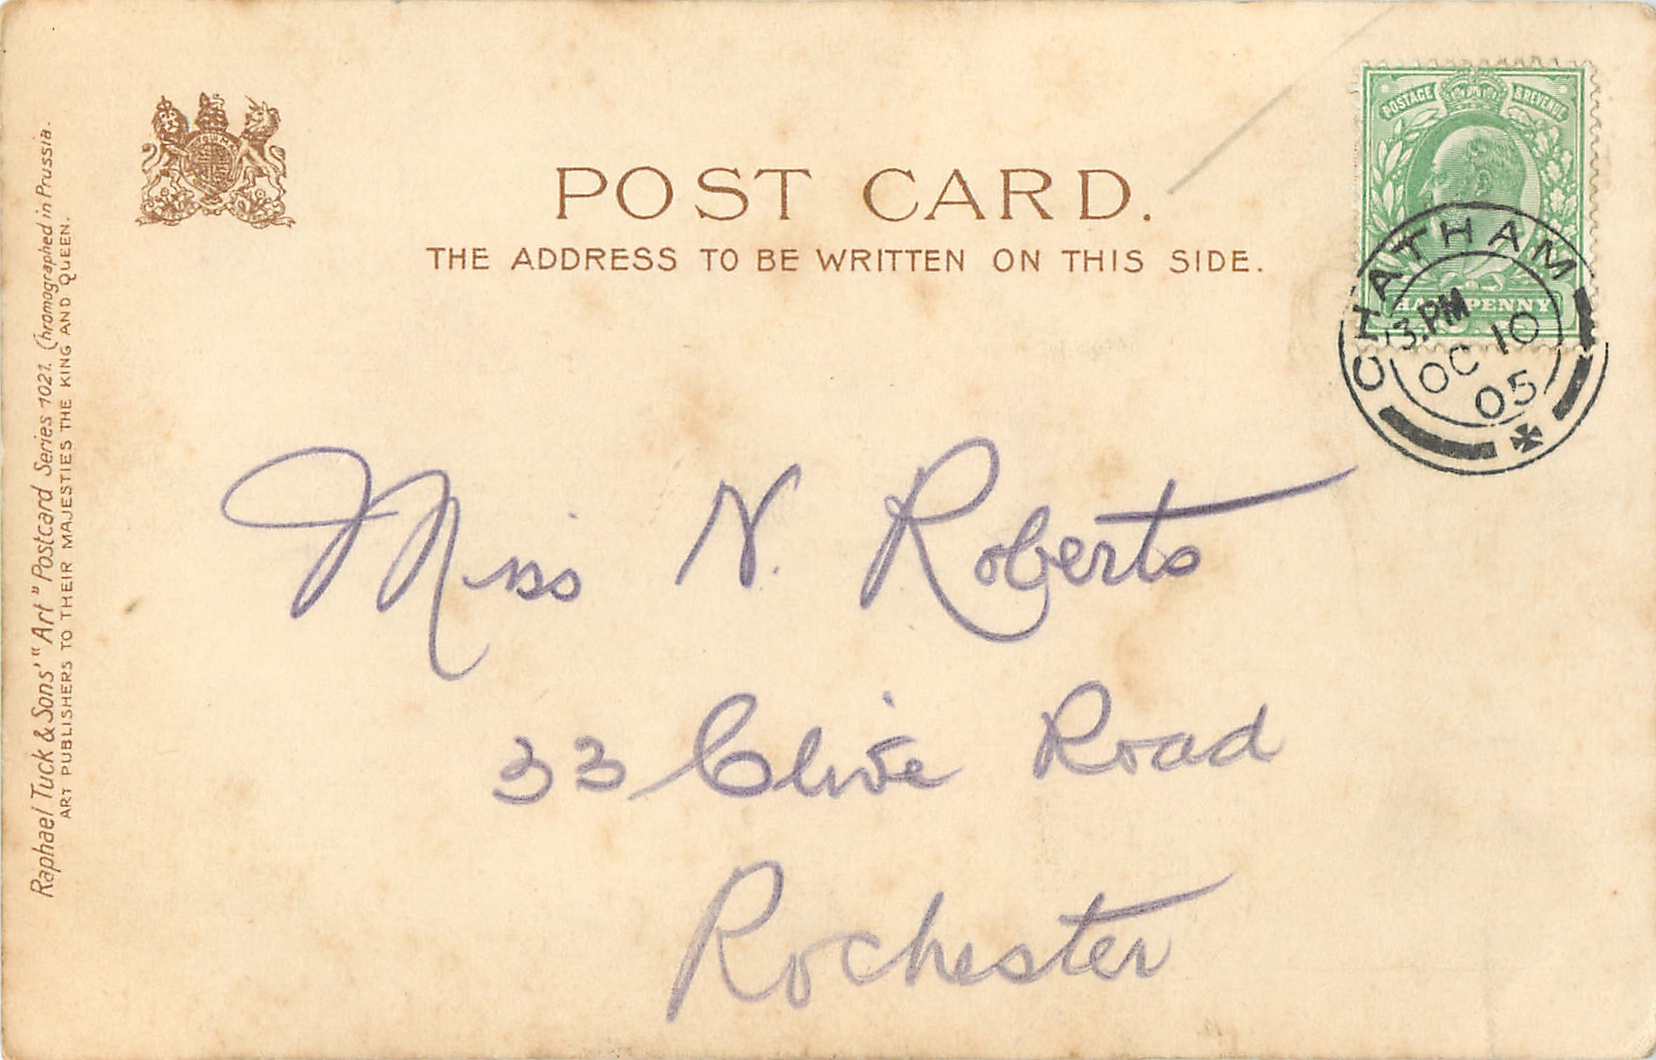 POST CARD.
THE ADDRESS TO BE WRITTEN ON THIS SIDE.
Raphael Tuck & Sons' "Art" Postcard Series 1021. Chromographed in Prussia.
ART PUBLISHERS TO THEIR MAJESTIES THE KING AND QUEEN.
POSTAGE & REVENUE
HALFPENNY
CHATHAM
3.PM
OC 10
05
Miss N. Roberts
33 Clive Road
Rochester